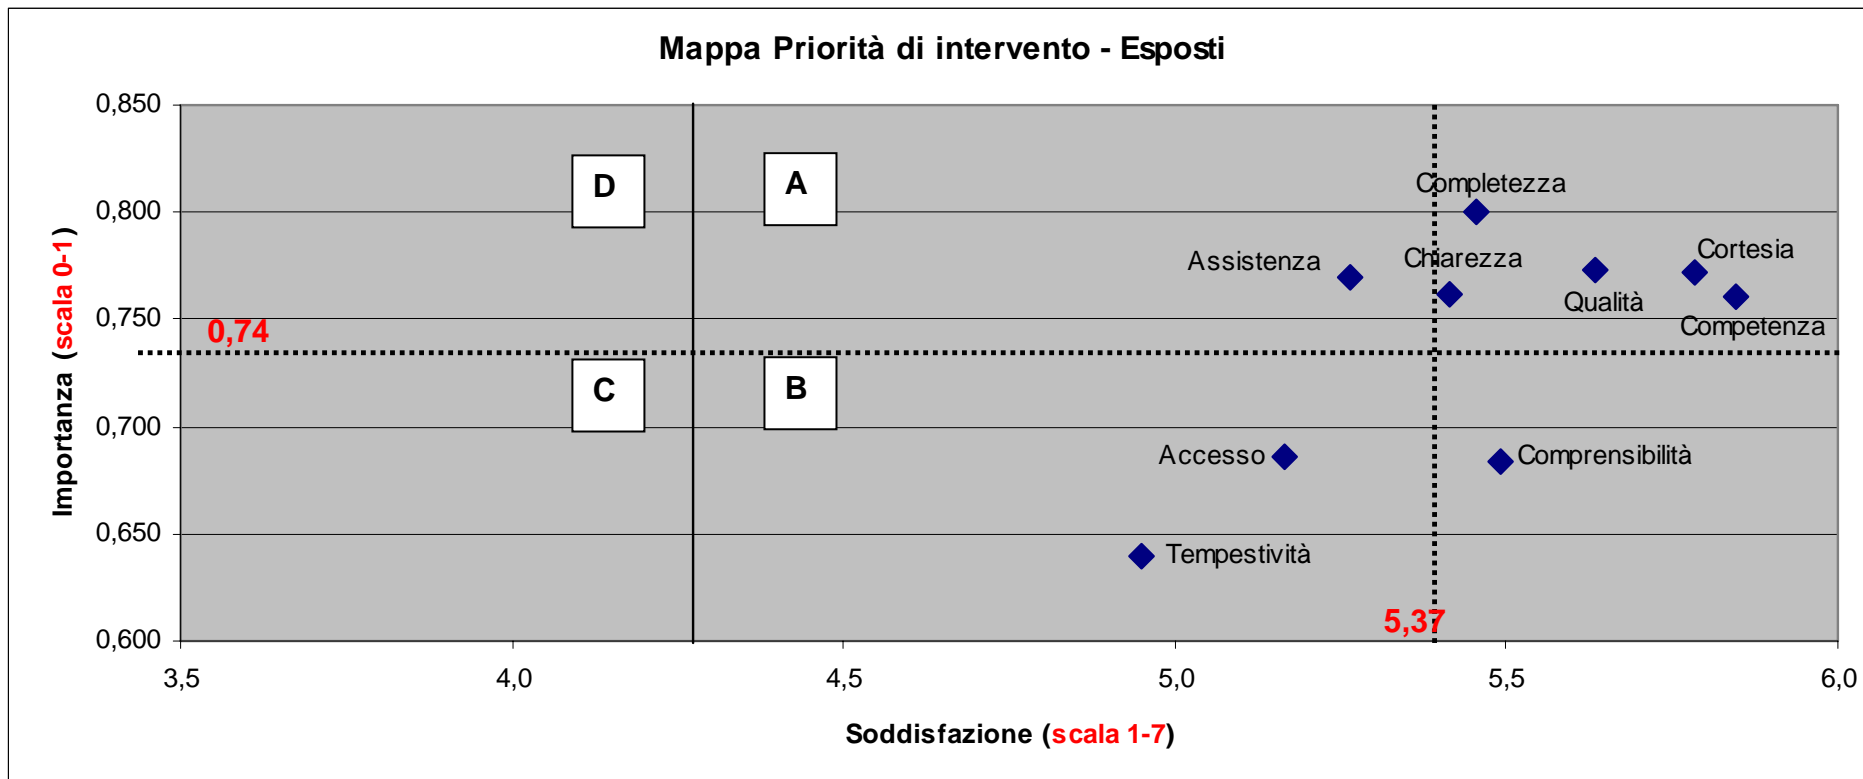 Mappa Priorità di intervento - Esposti
0,850
0,800
0,750
0,700
0,650
0,600
Importanza (scala 0-1)
D
A
C
B
0,74
Completezza
Assistenza
Chiarezza
Cortesia
Qualità
Competenza
Accesso
Comprensibilità
Tempestività
5,37
3,5
4,0
4,5
5,0
5,5
6,0
Soddisfazione (scala 1-7)